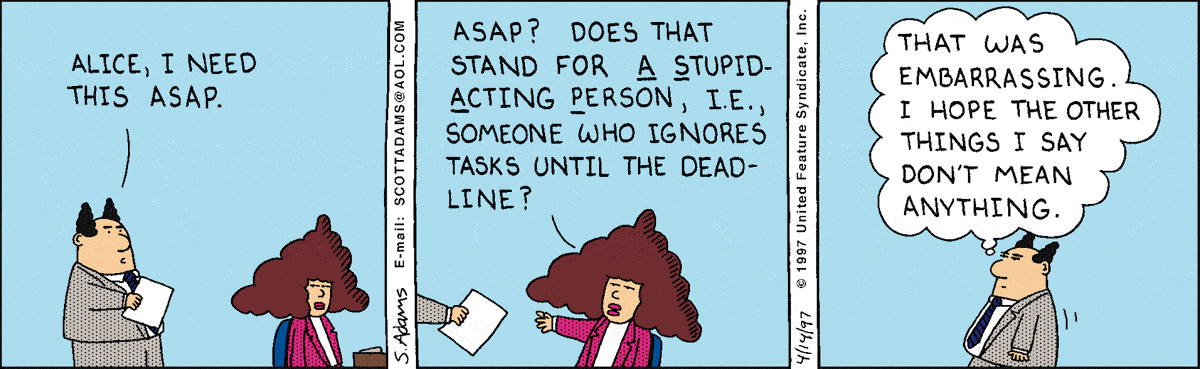 ALICE, I NEED
THIS ASAP.
S. Adams E-mail: SCOTTADAMS@AOL.COM
ASAP? DOES THAT
STAND FOR A STUPID-
ACTING PERSON, I.E.,
SOMEONE WHO IGNORES
TASKS UNTIL THE DEAD-
LINE?
4/14/97 © 1997 United Feature Syndicate, Inc.
THAT WAS
EMBARRASSING.
I HOPE THE OTHER
THINGS I SAY
DON'T MEAN
ANYTHING.